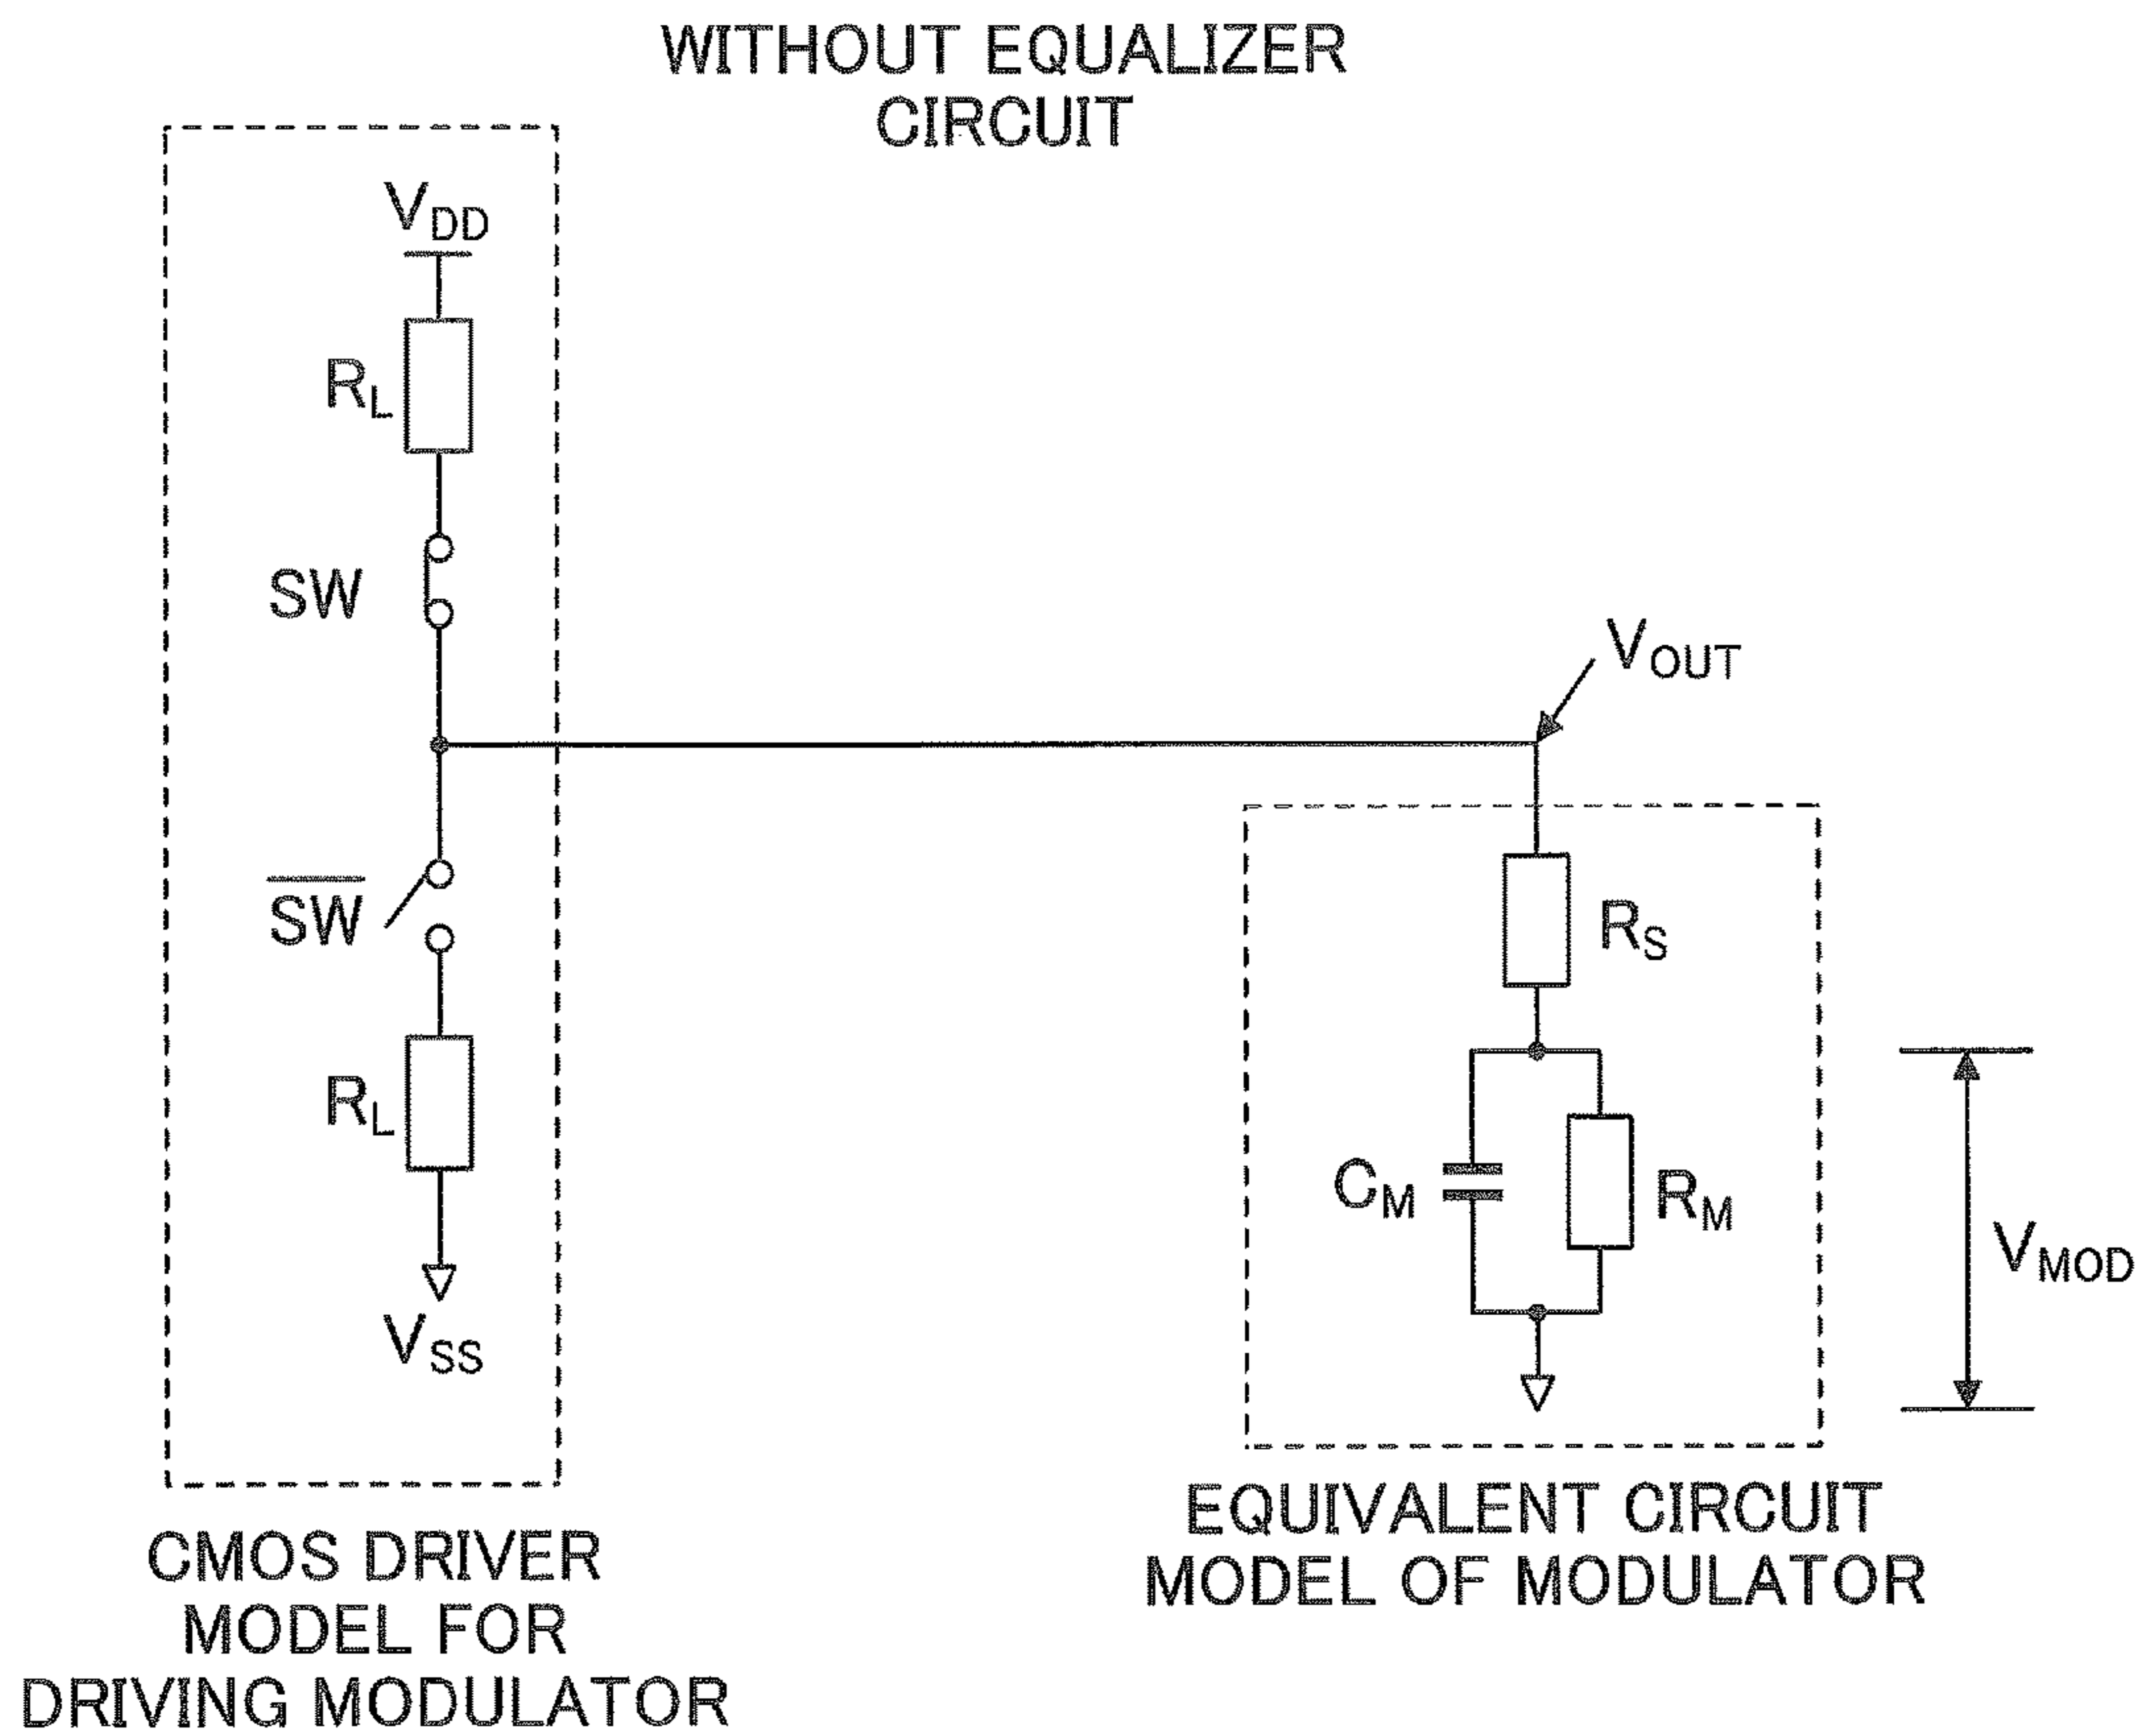 WITHOUT EQUALIZER
CIRCUIT
VDD
RL
SW
VOUT
S̅W̅
RS
RL
CM
RM
VMOD
VSS
EQUIVALENT CIRCUIT
MODEL OF MODULATOR
CMOS DRIVER
MODEL FOR
DRIVING MODULATOR